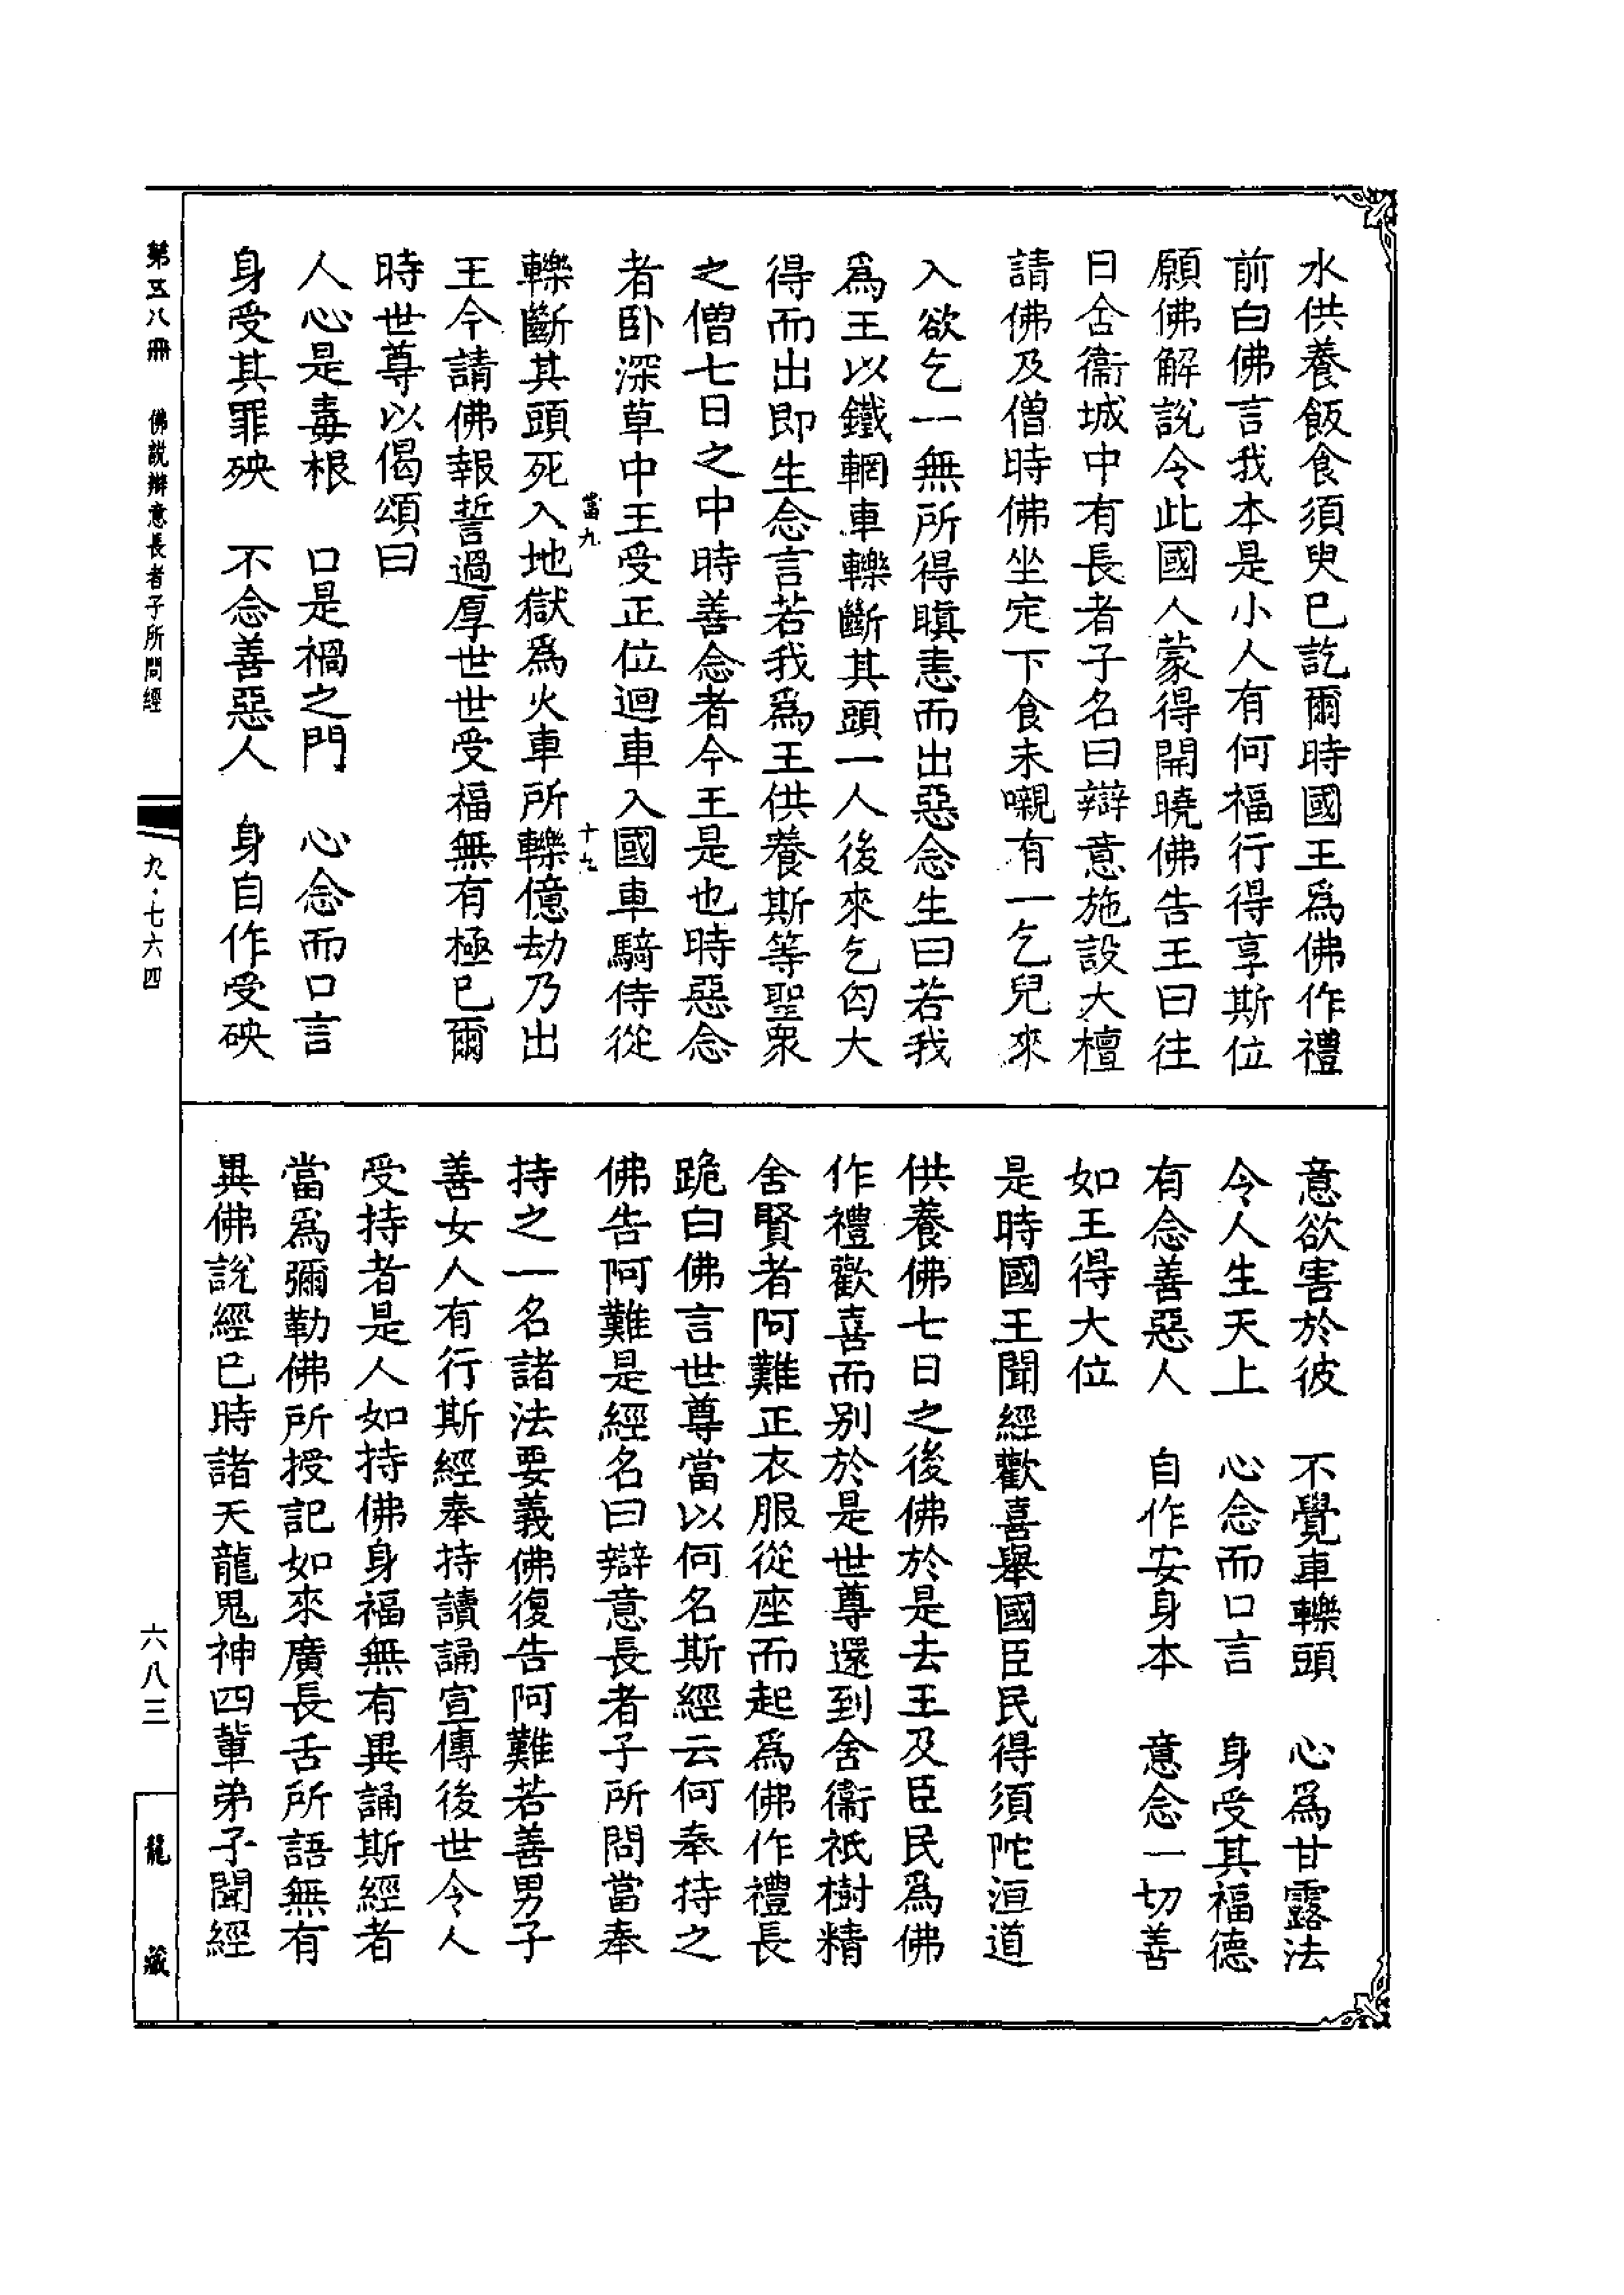 水供養飯食須臾已訖爾時國王爲佛作禮
前白佛言我本是小人有何福行得享斯位
願佛解說令此國人蒙得開曉佛告王曰往
日舍衞城中有長者子名曰辯意施設大檀
請佛及僧時佛坐定下食未嚫有一乞兒來
入欲乞一無所得瞋恚而出惡念生曰若我
爲王以鐵輞車轢斷其頭一人後來乞匃大
得而出即生念言若我爲王供養斯等聖衆
之僧七日之中時善念者今王是也時惡念
者卧深草中王受正位迴車入國車騎侍從
當九
十九
轢斷其頭死入地獄爲火車所轢億劫乃出
王今請佛報誓過厚世世受福無有極已爾
時世尊以偈頌曰
人心是毒根　口是禍之門　心念而口言
身受其罪殃　不念善惡人　身自作受殃
意欲害於彼　不覺車轢頭　心爲甘露法
令人生天上　心念而口言　身受其福德
有念善惡人　自作安身本　意念一切善
如王得大位
是時國王聞經歡喜舉國臣民得須陀洹道
供養佛七日之後佛於是去王及臣民爲佛
作禮歡喜而别於是世尊還到舍衞祇樹精
舍賢者阿難正衣服從座而起爲佛作禮長
跪白佛言世尊當以何名斯經云何奉持之
佛告阿難是經名曰辯意長者子所問當奉
持之一名諸法要義佛復告阿難若善男子
善女人有行斯經奉持讀誦宣傳後世令人
受持者是人如持佛身福無有異誦斯經者
當爲彌勒佛所授記如來廣長舌所語無有
異佛說經已時諸天龍鬼神四輩弟子聞經
第五八冊　佛說辯意長者子所問經
九·七六四
六八三
龍藏